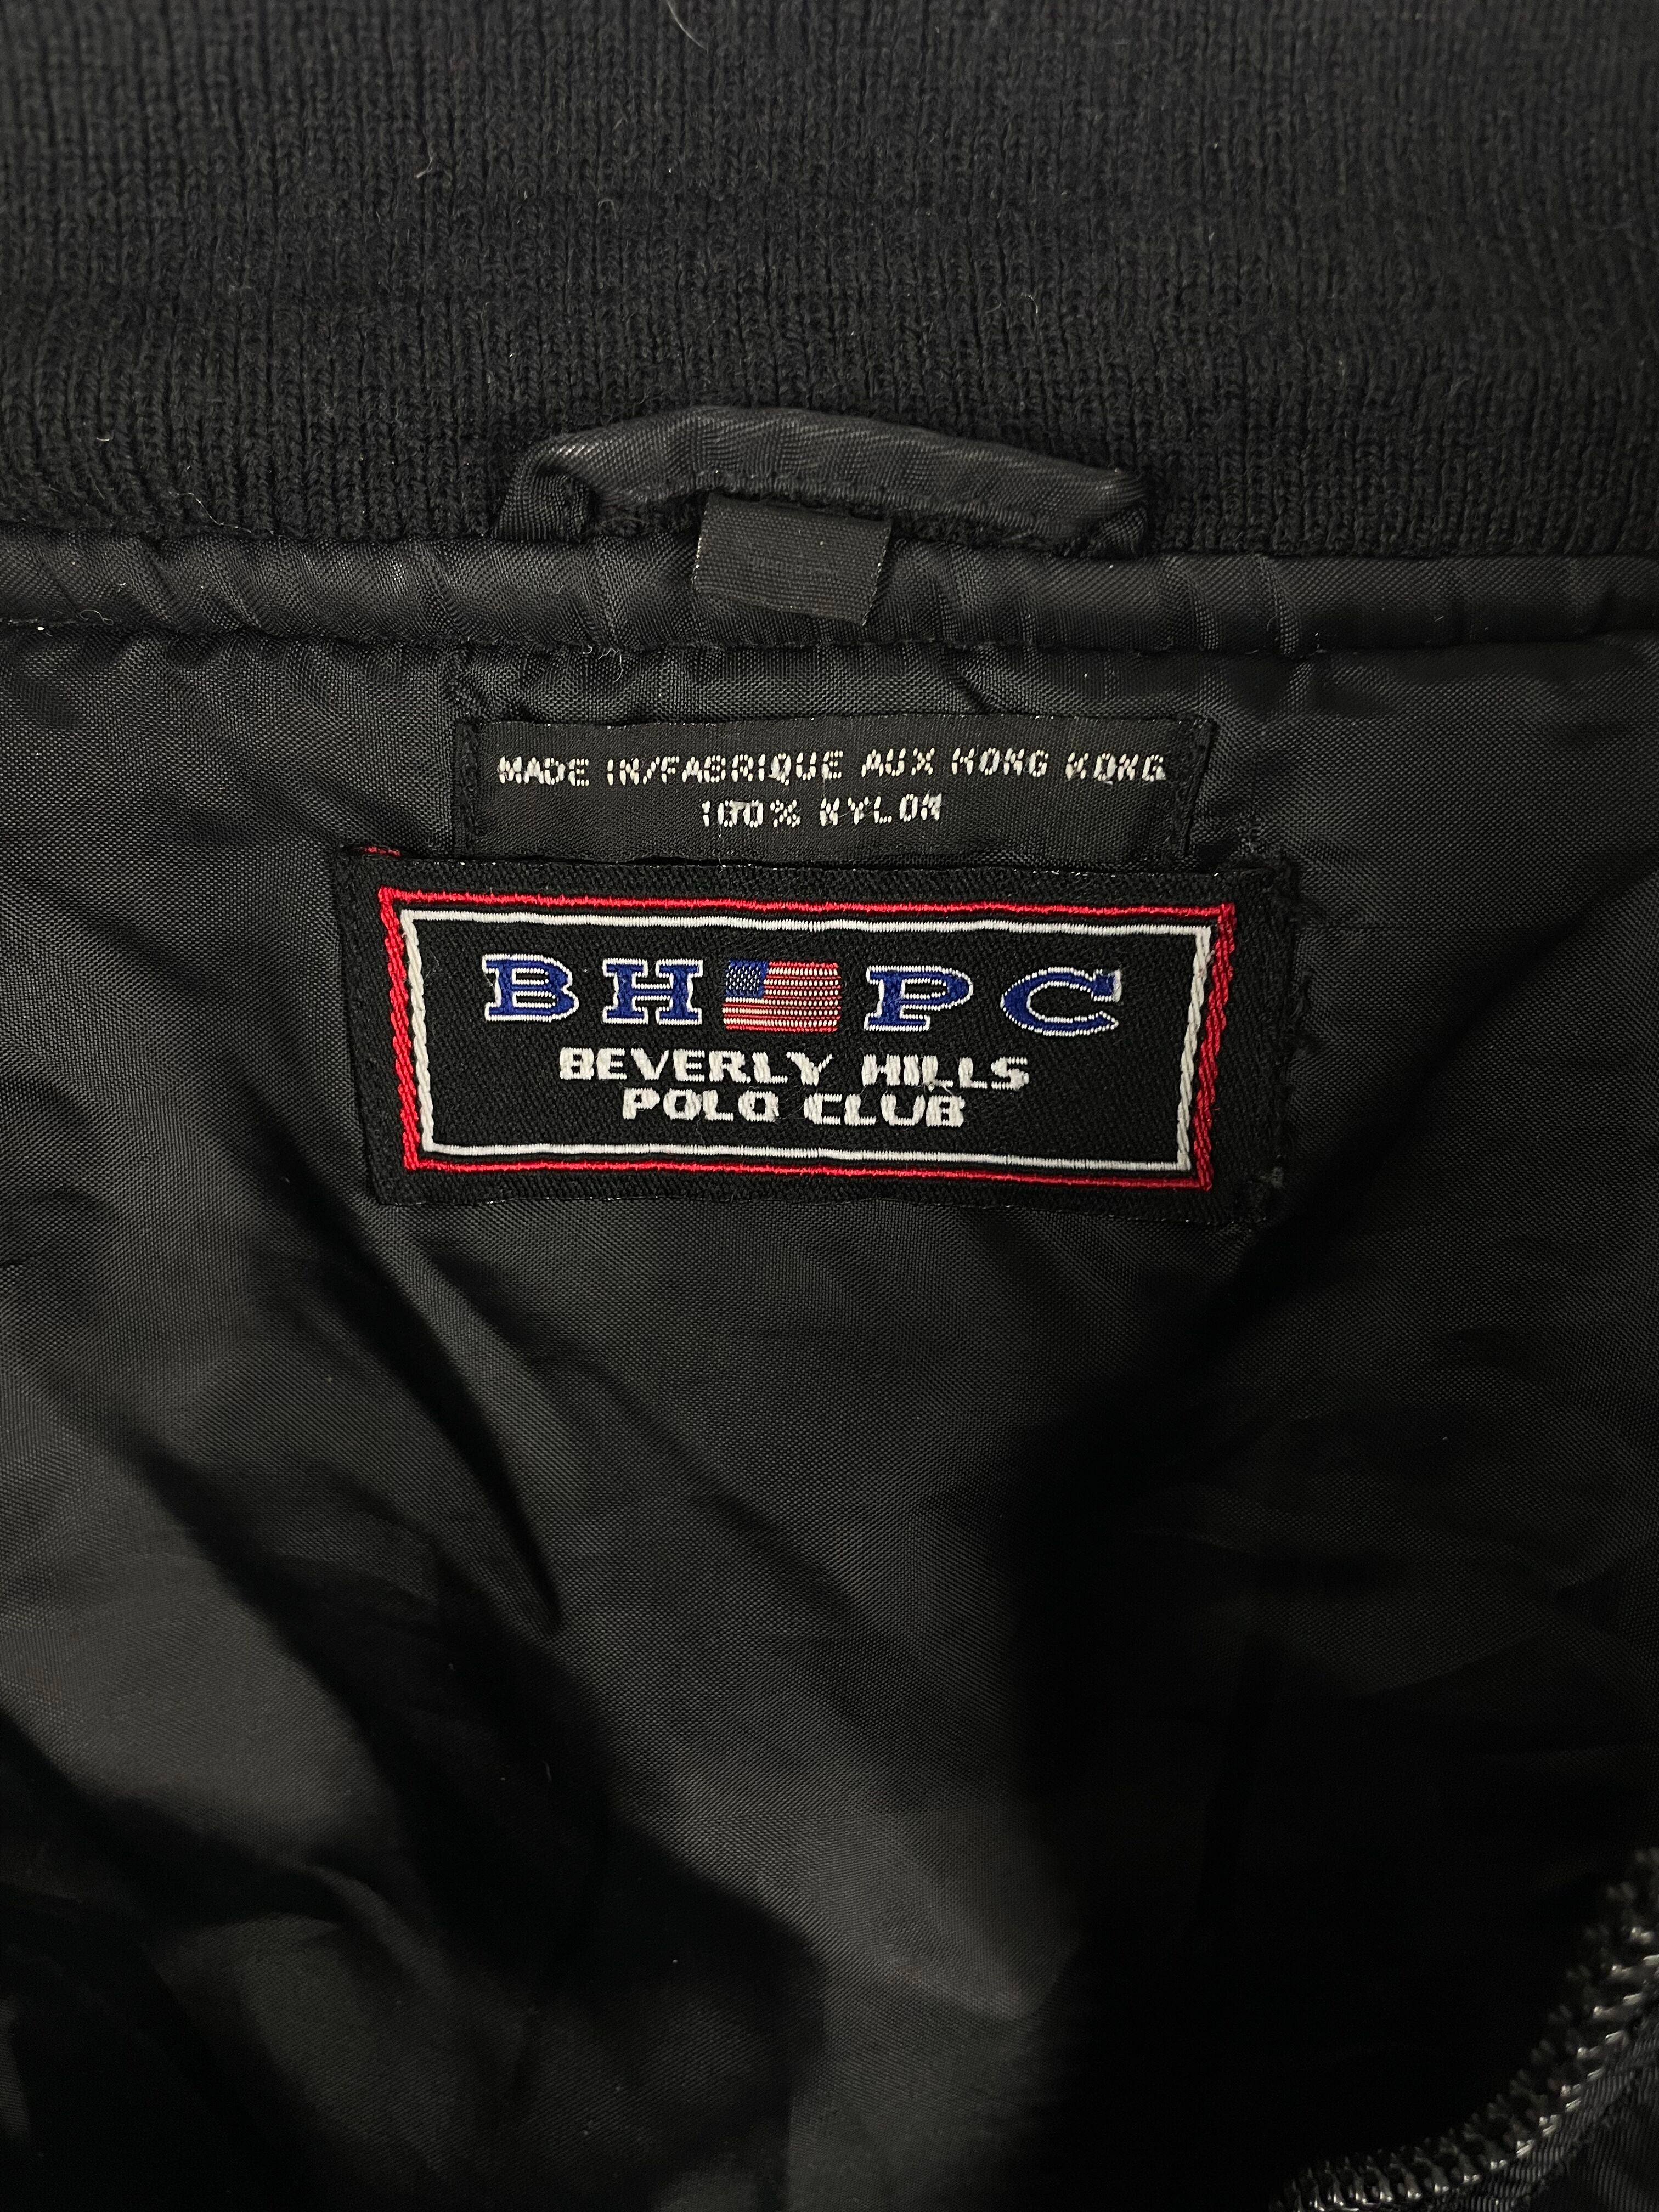 MADE IN/FABRIQUE AUX HONG KONG
100% NYLON
BH PC
BEVERLY HILLS
POLO CLUB